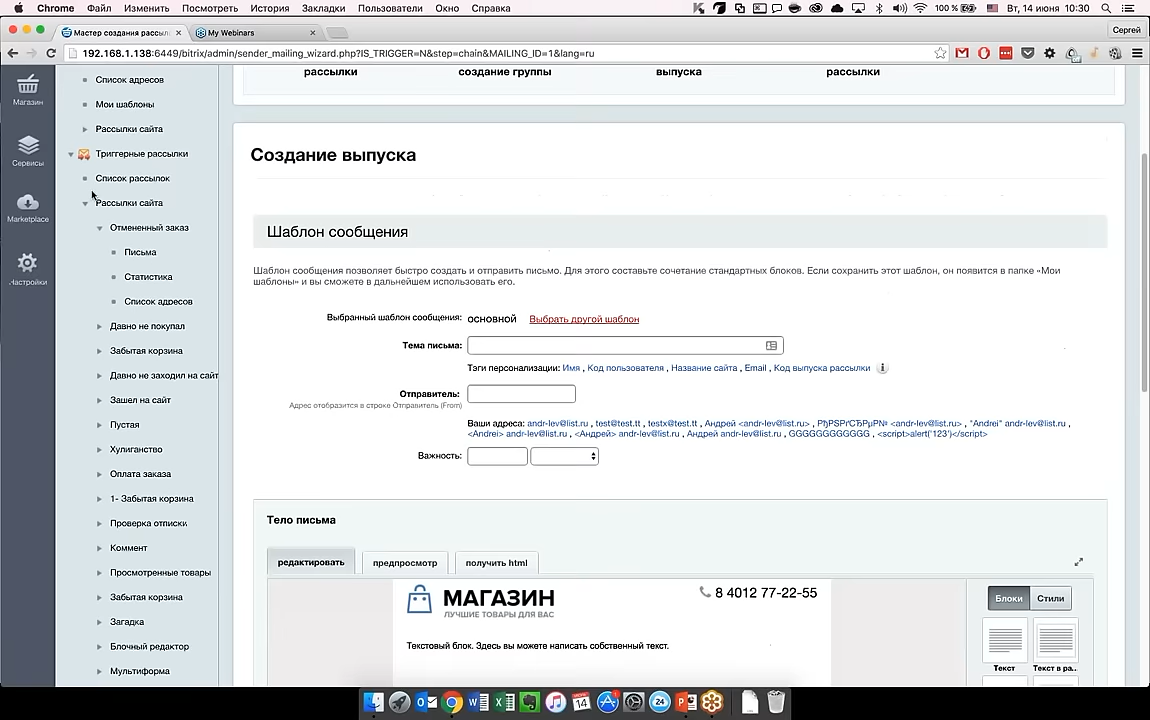 Chrome Файл Изменить Посмотреть История Закладки Пользователи Окно Справка
100 % Вт, 14 июня 10:30
Мастер создания рассыл
My Webinars
Сергей
192.168.1.138:6449/bitrix/admin/sender_mailing_wizard.php?IS_TRIGGER=N&step=chain&MAILING_ID=1&lang=ru
Магазин
Сервисы
Marketplace
Настройки
Список адресов
Мои шаблоны
Рассылки сайта
Триггерные рассылки
Список рассылок
Рассылки сайта
Отмененный заказ
Письма
Статистика
Список адресов
Давно не покупал
Забытая корзина
Давно не заходил на сайт
Зашел на сайт
Пустая
Хулиганство
Оплата заказа
1- Забытая корзина
Проверка отписки
Коммент
Просмотренные товары
Забытая корзина
Загадка
Блочный редактор
Мультиформа
рассылки создание группы выпуска рассылки
Создание выпуска
Шаблон сообщения
Шаблон сообщения позволяет быстро создать и отправить письмо. Для этого составьте сочетание стандартных блоков. Если сохранить этот шаблон, он появится в папке «Мои
шаблоны» и вы сможете в дальнейшем использовать его.
Выбранный шаблон сообщения: ОСНОВНОЙ Выбрать другой шаблон
Тема письма:
Тэги персонализации: Имя , Код пользователя , Название сайта , Email , Код выпуска рассылки
Отправитель:
Адрес отобразится в строке Отправитель (From)
Ваши адреса: andr-lev@list.ru , test@test.tt , testx@test.tt , Андрей <andr-lev@list.ru> , РђРЅРґСЂРµР№ <andr-lev@list.ru> , "Andrei" andr-lev@list.ru ,
<Andrei> andr-lev@list.ru , <Андрей> andr-lev@list.ru , Андрей andr-lev@list.ru , GGGGGGGGGGGG , <script>alert('123')</script>
Важность:
Тело письма
редактировать предпросмотр получить html
МАГАЗИН
ЛУЧШИЕ ТОВАРЫ ДЛЯ ВАС
8 4012 77-22-55
Текстовый блок. Здесь вы можете написать собственный текст.
Блоки Стили
Текст Текст в ра...
14
24